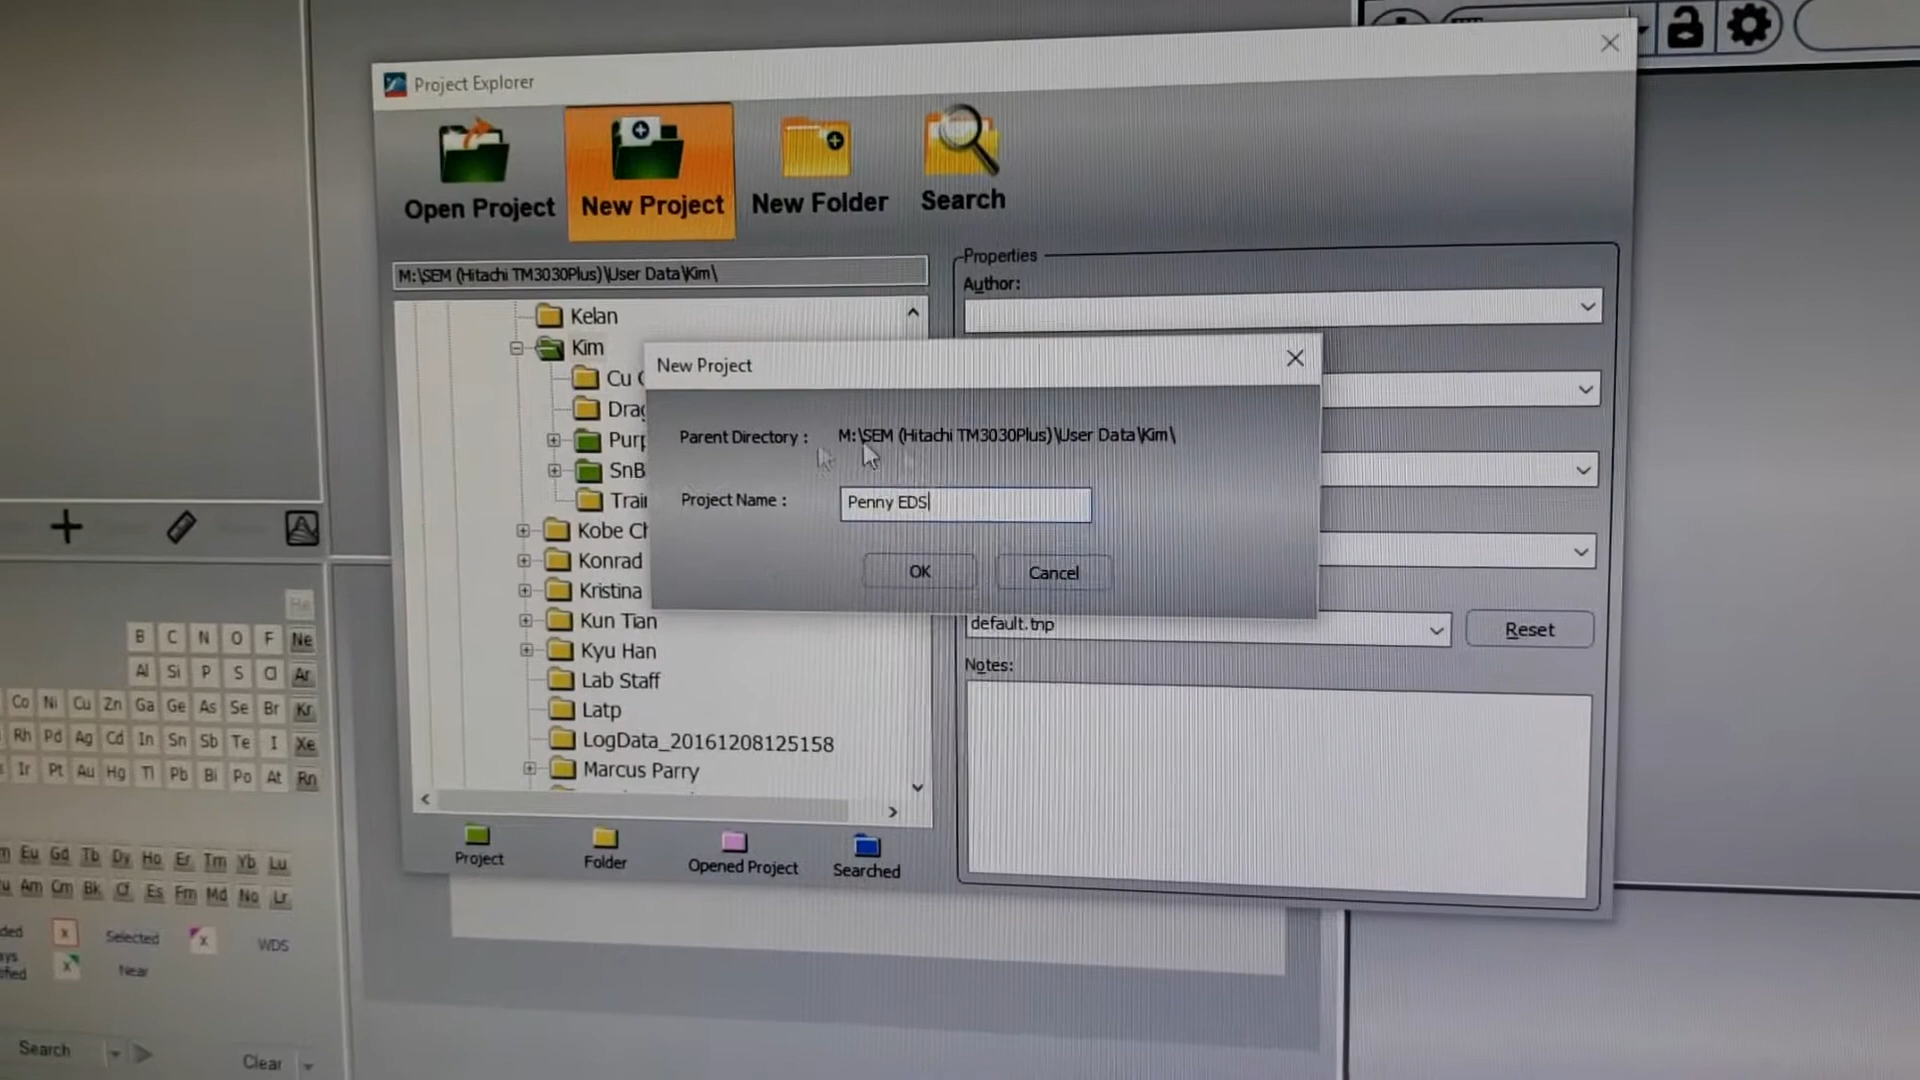 Project Explorer
Open Project
New Project
New Folder
Search
M:\SEM (Hitachi TM3030Plus)\User Data\Kim\
Kelan
Kim
Cu
Drag
Purp
SnB
Trai
Kobe Ch
Konrad
Kristina
Kun Tian
Kyu Han
Lab Staff
Latp
LogData_20161208125158
Marcus Parry
Project
Folder
Opened Project
Searched
Properties
Author:
default.tnp
Reset
Notes:
New Project
Parent Directory : M:\SEM (Hitachi TM3030Plus)\User Data\Kim\
Project Name : Penny EDS
OK Cancel
He
B C N O F Ne
Al Si P S Cl Ar
Co Ni Cu Zn Ga Ge As Se Br Kr
Rh Pd Ag Cd In Sn Sb Te I Xe
Ir Pt Au Hg Tl Pb Bi Po At Rn
Eu Gd Tb Dy Ho Er Tm Yb Lu
Am Cm Bk Cf Es Fm Md No Lr
x Selected x WDS
x Near
Search Clear